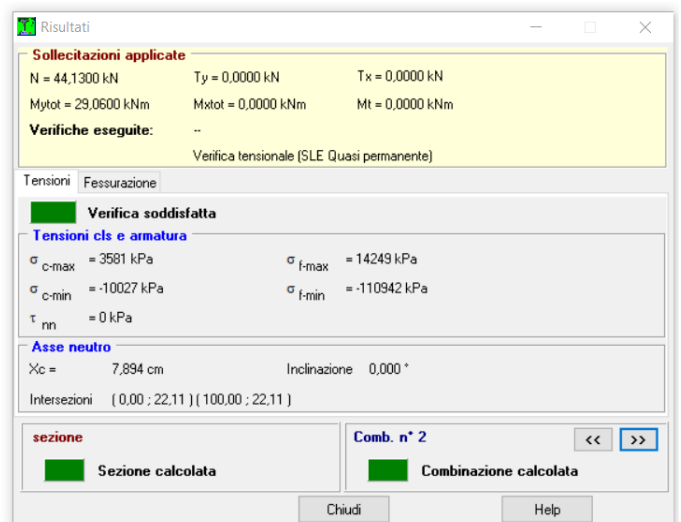 Risultati
Sollecitazioni applicate
N = 44,1300 kN Ty = 0,0000 kN Tx = 0,0000 kN
Mytot = 29,0600 kNm Mxtot = 0,0000 kNm Mt = 0,0000 kNm
Verifiche eseguite: --
Verifica tensionale (SLE Quasi permanente)
Tensioni Fessurazione
Verifica soddisfatta
Tensioni cls e armatura
σ c-max = 3581 kPa σ f-max = 14249 kPa
σ c-min = -10027 kPa σ f-min = -110942 kPa
τ nn = 0 kPa
Asse neutro
Xc = 7,894 cm Inclinazione 0,000 °
Intersezioni ( 0,00 ; 22,11 ) ( 100,00 ; 22,11 )
sezione Comb. n° 2 << >>
Sezione calcolata Combinazione calcolata
Chiudi Help